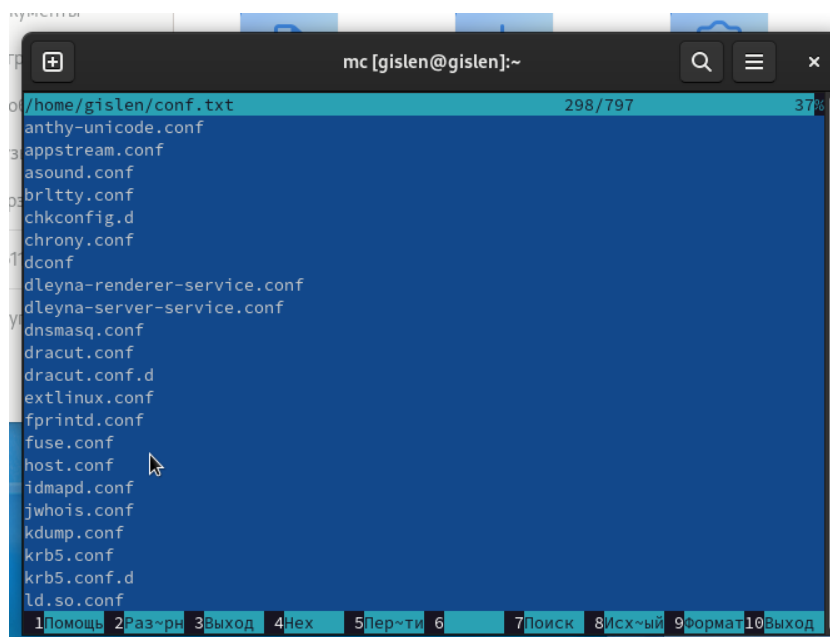 mc [gislen@gislen]:~
/home/gislen/conf.txt 298/797 37%
anthy-unicode.conf
appstream.conf
asound.conf
brltty.conf
chkconfig.d
chrony.conf
dconf
dleyna-renderer-service.conf
dleyna-server-service.conf
dnsmasq.conf
dracut.conf
dracut.conf.d
extlinux.conf
fprintd.conf
fuse.conf
host.conf
idmapd.conf
jwhois.conf
kdump.conf
krb5.conf
krb5.conf.d
ld.so.conf
1Помощь 2Раз~рн 3Выход 4Hex 5Пер~ти 6 7Поиск 8Исх~ый 9Формат10Выход